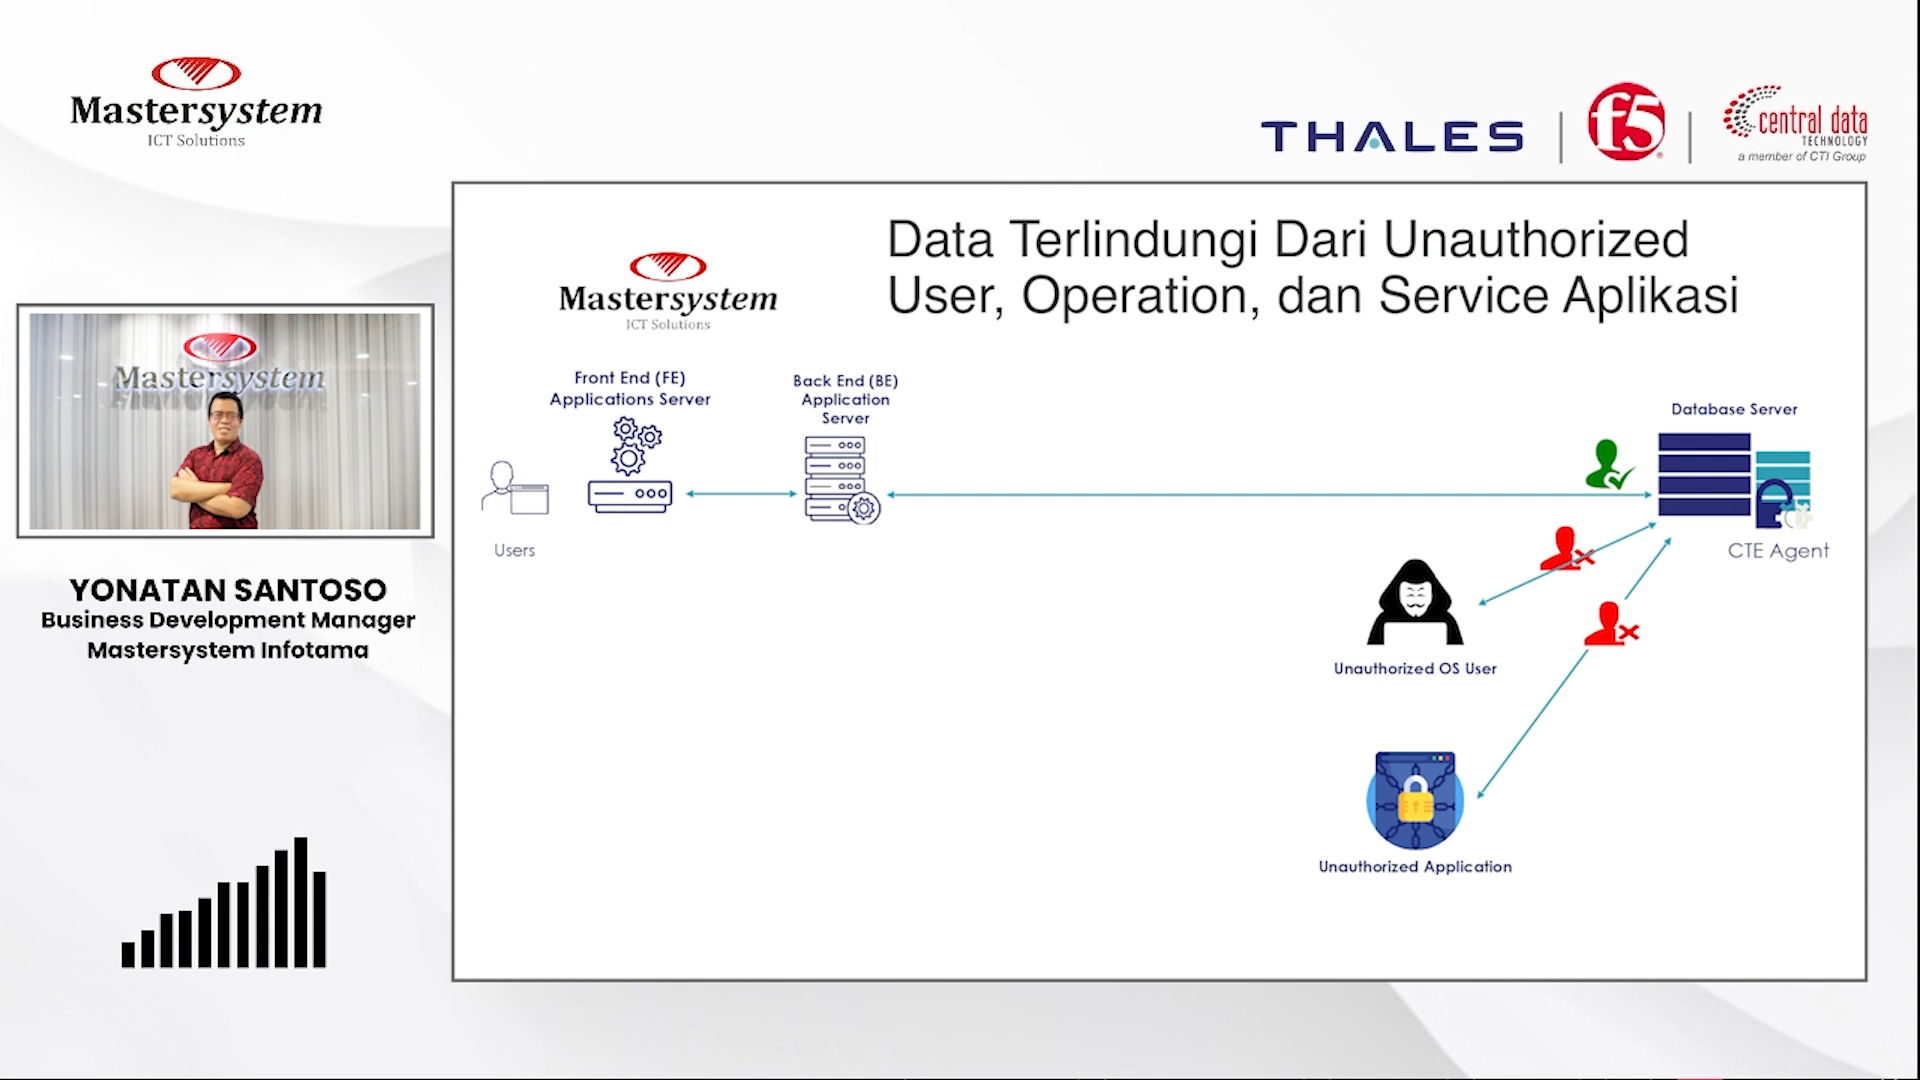 Mastersystem
ICT Solutions
THALES
f5
central data
TECHNOLOGY
a member of CTI Group
Mastersystem
ICT Solutions
Data Terlindungi Dari Unauthorized
User, Operation, dan Service Aplikasi
Mastersystem
YONATAN SANTOSO
Business Development Manager
Mastersystem Infotama
Front End (FE)
Applications Server
Back End (BE)
Application
Server
Database Server
Users
CTE Agent
Unauthorized OS User
Unauthorized Application